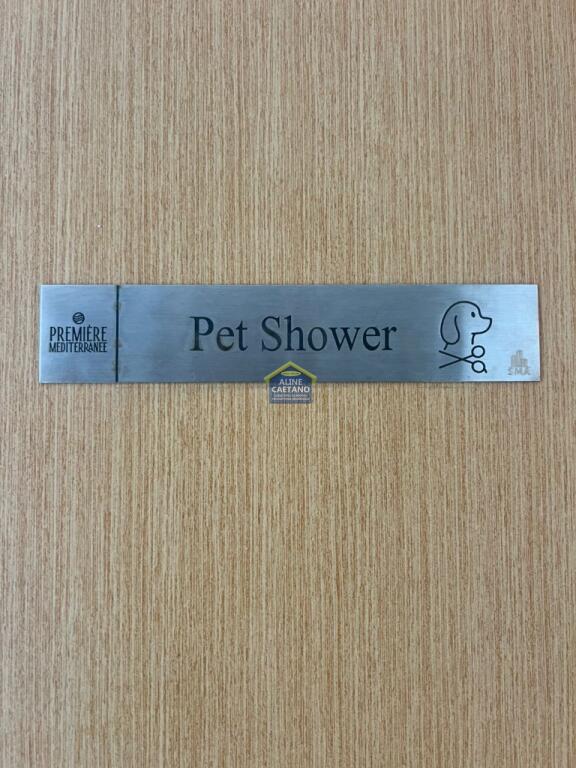 PREMIÈRE
MEDITERRANÉE
Pet Shower
SMA
ALINE
CAETANO